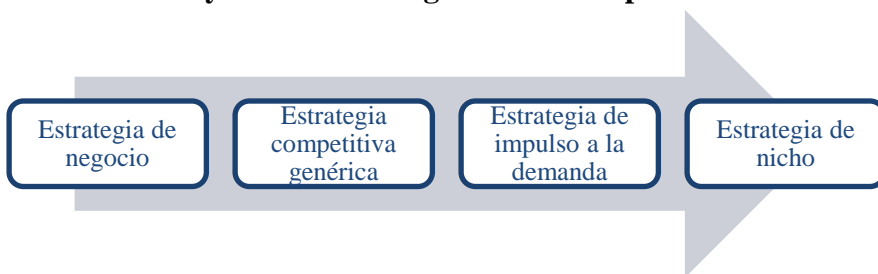 Estrategia de
negocio
Estrategia
competitiva
genérica
Estrategia de
impulso a la
demanda
Estrategia de
nicho